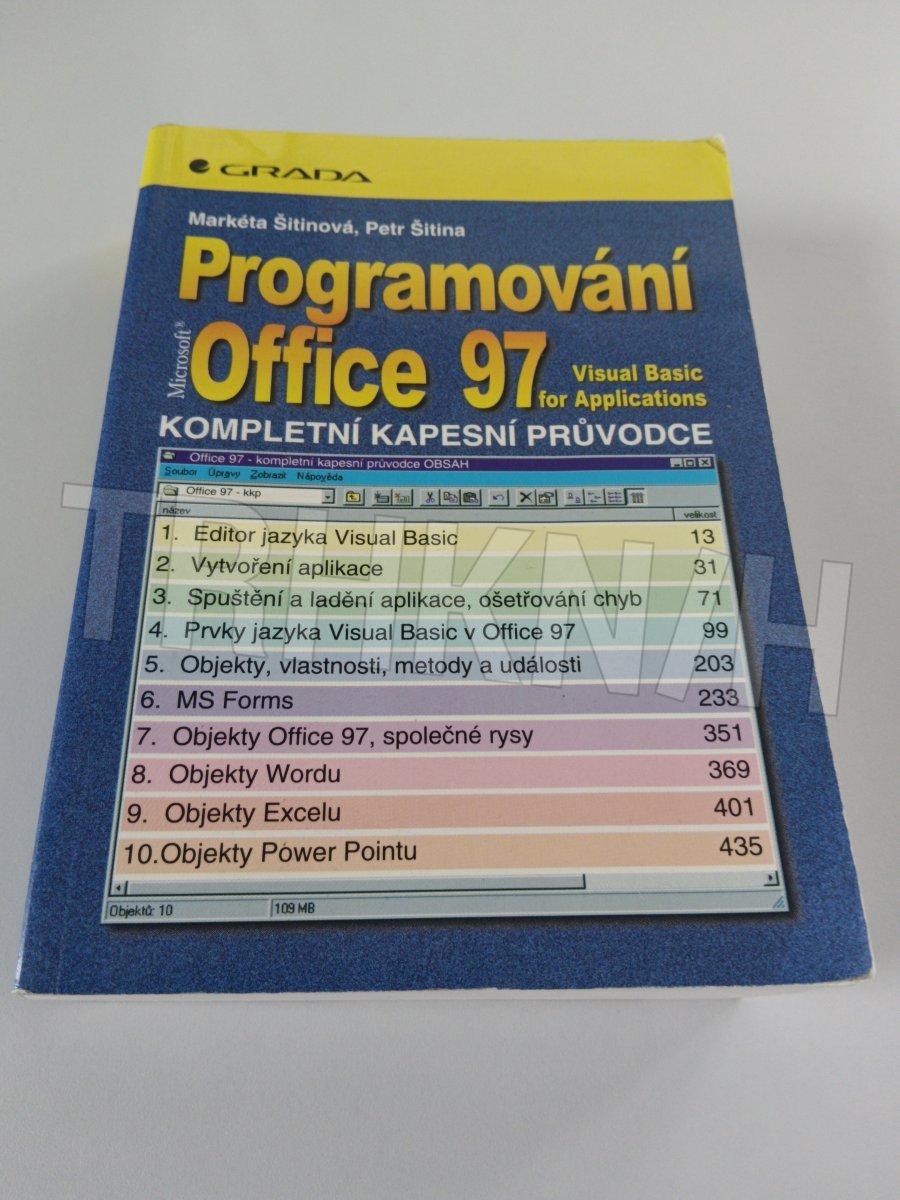 GRADA
Markéta Šitinová, Petr Šitina
Programování
Microsoft® Office 97
Visual Basic
for Applications
KOMPLETNÍ KAPESNÍ PRŮVODCE
Office 97 - kompletní kapesní průvodce OBSAH
Soubor Úpravy Zobrazit Nápověda
Office 97 - kkp
název velikost
1. Editor jazyka Visual Basic 13
2. Vytvoření aplikace 31
3. Spuštění a ladění aplikace, ošetřování chyb 71
4. Prvky jazyka Visual Basic v Office 97 99
5. Objekty, vlastnosti, metody a události 203
6. MS Forms 233
7. Objekty Office 97, společné rysy 351
8. Objekty Wordu 369
9. Objekty Excelu 401
10. Objekty Power Pointu 435
Objektů: 10 109 MB
TRHKNIH